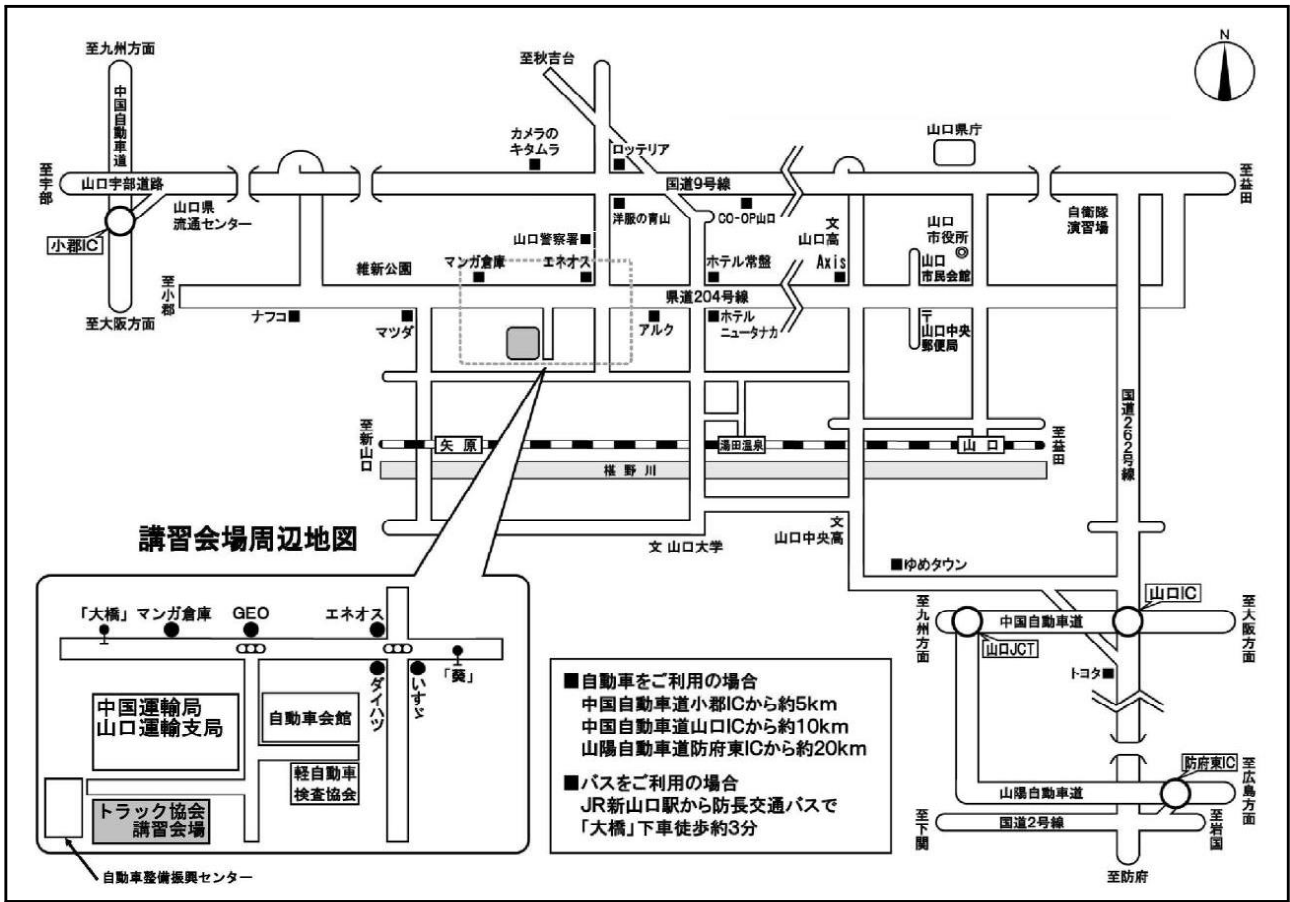 至九州方面
中国自動車道
至宇部
山口宇部道路
小郡IC
山口県
流通センター
至大阪方面
至小郡
維新公園
至秋吉台
カメラの
キタムラ
ロッテリア
国道9号線
洋服の青山
CO-OP山口
山口警察署
マンガ倉庫
エネオス
ホテル常盤
文
山口高
Axis
山口県庁
山口
市役所
山口
市民会館
自衛隊
演習場
至益田
N
県道204号線
ナフコ
マツダ
アルク
ホテル
ニュータナカ
〒
山口中央
郵便局
国道262号線
至新山口
矢原
湯田温泉
山口
至益田
椹野川
文 山口大学
文
山口中央高
ゆめタウン
山口IC
至九州方面
中国自動車道
至大阪方面
山口JCT
トヨタ
防府東IC
至広島方面
山陽自動車道
至下関
国道2号線
至岩国
至防府
講習会場周辺地図
「大橋」
マンガ倉庫
GEO
エネオス
ダイハツ
いすゞ
「葵」
中国運輸局
山口運輸支局
自動車会館
軽自動車
検査協会
トラック協会
講習会場
自動車整備振興センター
■自動車をご利用の場合
中国自動車道小郡ICから約5km
中国自動車道山口ICから約10km
山陽自動車道防府東ICから約20km
■バスをご利用の場合
JR新山口駅から防長交通バスで
「大橋」下車徒歩約3分